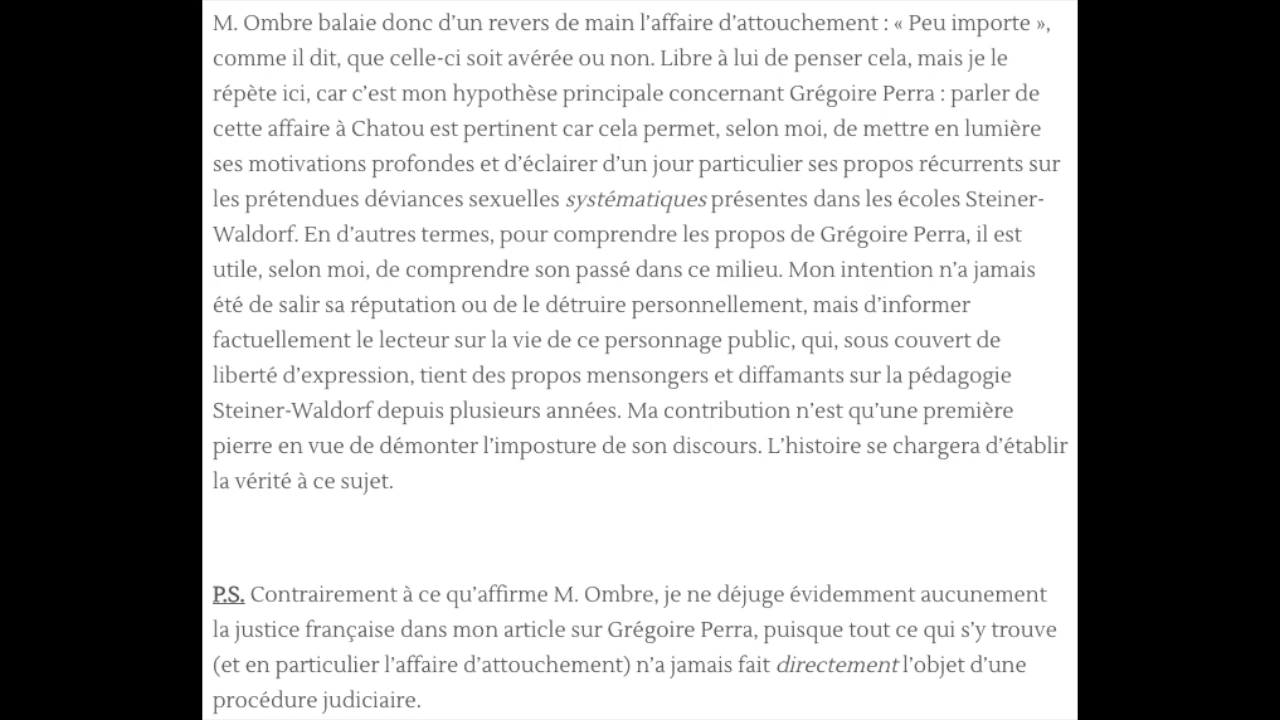 M. Ombre balaie donc d’un revers de main l’affaire d’attouchement : « Peu importe »,
comme il dit, que celle-ci soit avérée ou non. Libre à lui de penser cela, mais je le
répète ici, car c’est mon hypothèse principale concernant Grégoire Perra : parler de
cette affaire à Chatou est pertinent car cela permet, selon moi, de mettre en lumière
ses motivations profondes et d’éclairer d’un jour particulier ses propos récurrents sur
les prétendues déviances sexuelles systématiques présentes dans les écoles Steiner-
Waldorf. En d’autres termes, pour comprendre les propos de Grégoire Perra, il est
utile, selon moi, de comprendre son passé dans ce milieu. Mon intention n’a jamais
été de salir sa réputation ou de le détruire personnellement, mais d’informer
factuellement le lecteur sur la vie de ce personnage public, qui, sous couvert de
liberté d’expression, tient des propos mensongers et diffamants sur la pédagogie
Steiner-Waldorf depuis plusieurs années. Ma contribution n’est qu’une première
pierre en vue de démonter l’imposture de son discours. L’histoire se chargera d’établir
la vérité à ce sujet.
P.S. Contrairement à ce qu’affirme M. Ombre, je ne déjuge évidemment aucunement
la justice française dans mon article sur Grégoire Perra, puisque tout ce qui s’y trouve
(et en particulier l’affaire d’attouchement) n’a jamais fait directement l’objet d’une
procédure judiciaire.